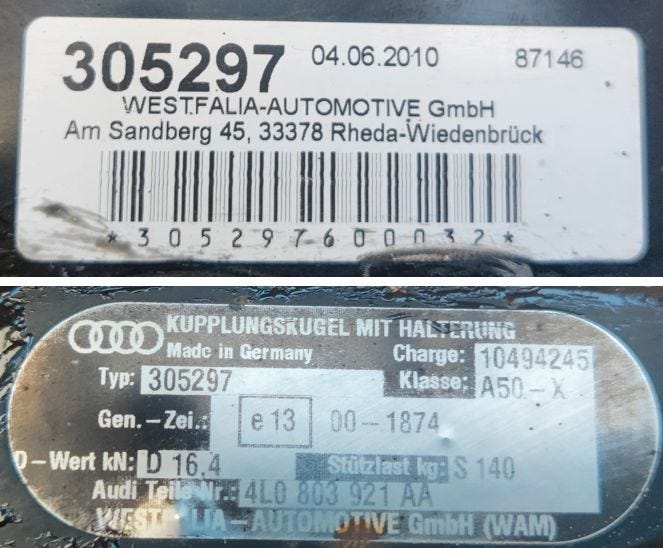 305297 04.06.2010 87146
WESTFALIA-AUTOMOTIVE GmbH
Am Sandberg 45, 33378 Rheda-Wiedenbrück
*305297600032*
KUPPLUNGSKUGEL MIT HALTERUNG
Made in Germany Charge: 10494245
Typ: 305297 Klasse: A50-X
Gen.-Zei.: e13 00-1874
D-Wert kN: D 16,4 Stützlast kg: S 140
Audi Teile Nr.: 4L0 803 921 AA
WESTFALIA-AUTOMOTIVE GmbH (WAM)